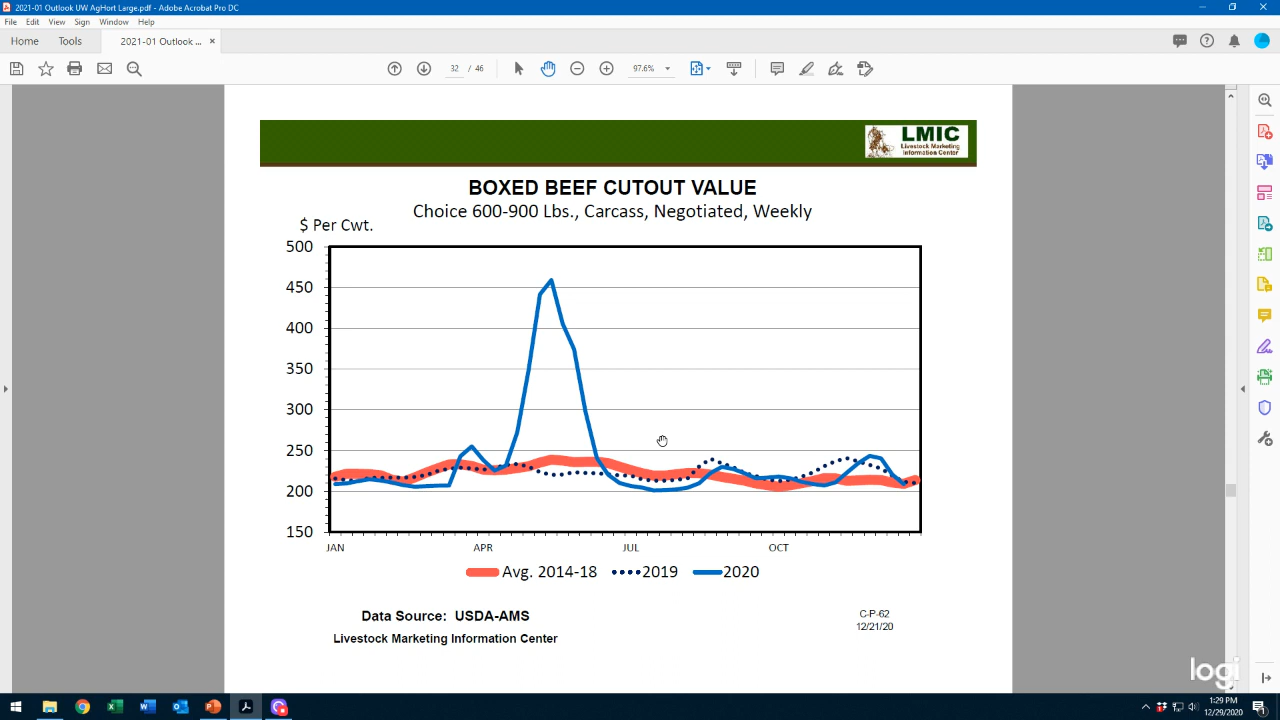 2021-01 Outlook UW AgHort Large.pdf - Adobe Acrobat Pro DC
File Edit View Sign Window Help
Home Tools 2021-01 Outlook ... ×
32 / 46 97.6%
LMIC
Livestock Marketing
Information Center
BOXED BEEF CUTOUT VALUE
Choice 600-900 Lbs., Carcass, Negotiated, Weekly
$ Per Cwt.
500
450
400
350
300
250
200
150
JAN APR JUL OCT
Avg. 2014-18 2019 2020
Data Source: USDA-AMS
C-P-62
12/21/20
Livestock Marketing Information Center
logi
1:29 PM
12/29/2020
1